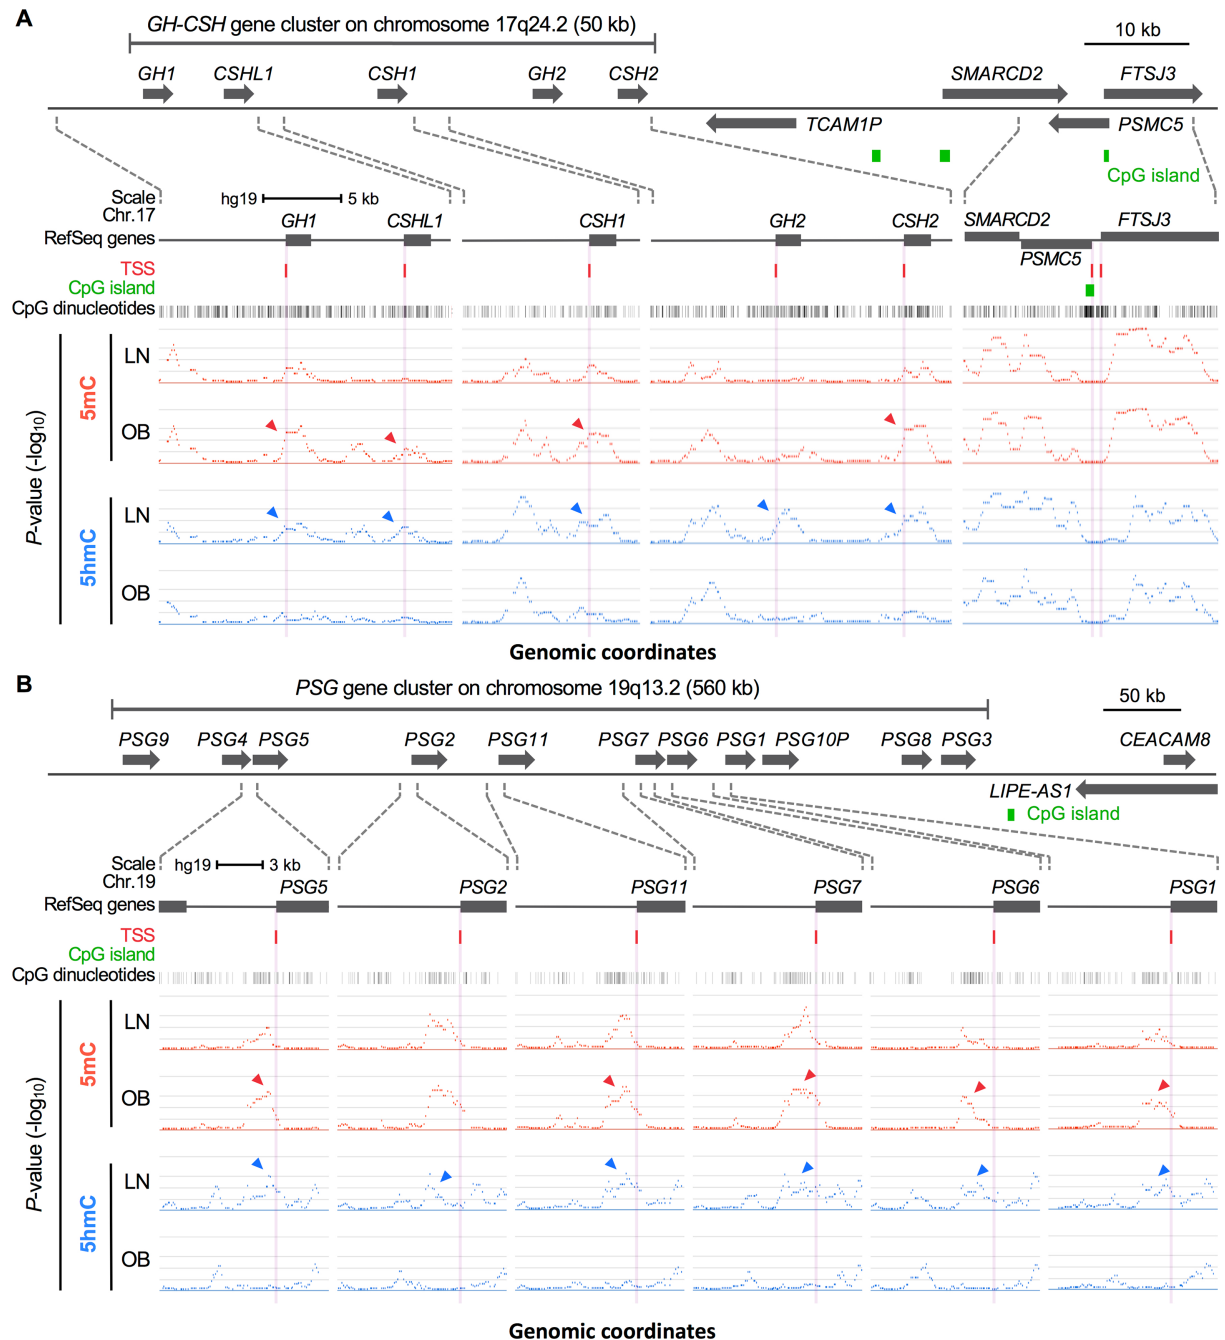 A
GH-CSH gene cluster on chromosome 17q24.2 (50 kb)
10 kb
GH1 CSHL1 CSH1 GH2 CSH2 SMARCD2 FTSJ3
TCAM1P PSMC5
CpG island
Scale hg19 5 kb
Chr.17
GH1 CSHL1 CSH1 GH2 CSH2 SMARCD2 FTSJ3
RefSeq genes
PSMC5
TSS
CpG island
CpG dinucleotides
P-value (-log10)
5mC
LN
OB
5hmC
LN
OB
Genomic coordinates
B
PSG gene cluster on chromosome 19q13.2 (560 kb)
50 kb
PSG9 PSG4 PSG5 PSG2 PSG11 PSG7 PSG6 PSG1 PSG10P PSG8 PSG3 CEACAM8
LIPE-AS1
CpG island
Scale hg19 3 kb
Chr.19
PSG5 PSG2 PSG11 PSG7 PSG6 PSG1
RefSeq genes
TSS
CpG island
CpG dinucleotides
P-value (-log10)
5mC
LN
OB
5hmC
LN
OB
Genomic coordinates